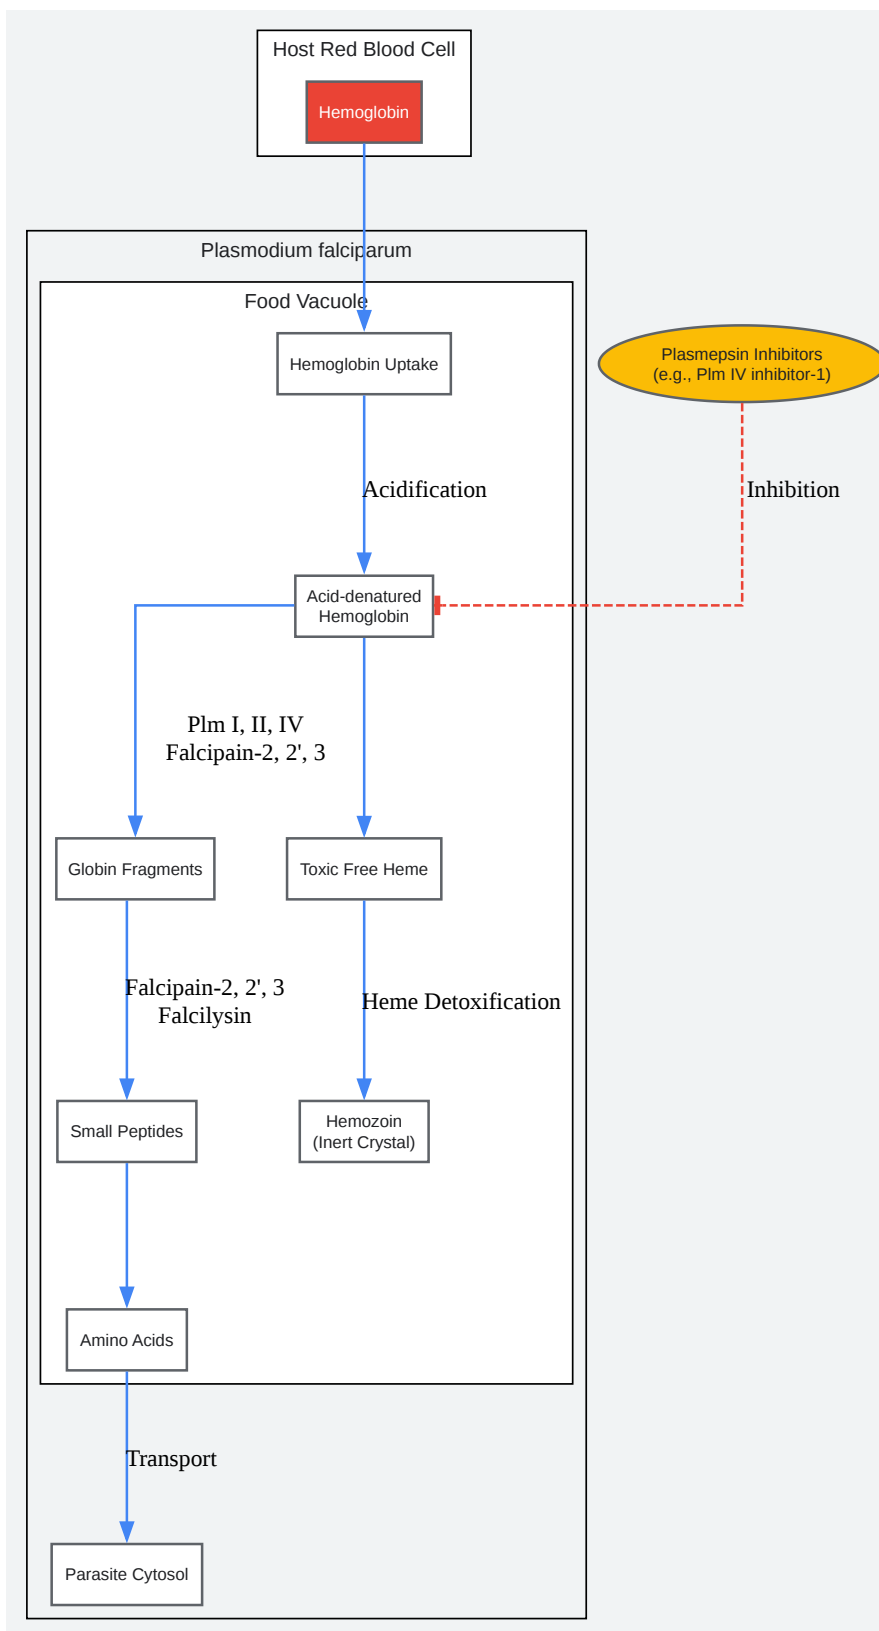 Host Red Blood Cell
Hemoglobin
Plasmodium falciparum
Food Vacuole
Hemoglobin Uptake
Plasmepsin Inhibitors
(e.g., Plm IV inhibitor-1)
Acidification
Inhibition
Acid-denatured
Hemoglobin
Plm I, II, IV
Falcipain-2, 2', 3
Globin Fragments
Toxic Free Heme
Falcipain-2, 2', 3
Falcilysin
Heme Detoxification
Small Peptides
Hemozoin
(Inert Crystal)
Amino Acids
Transport
Parasite Cytosol